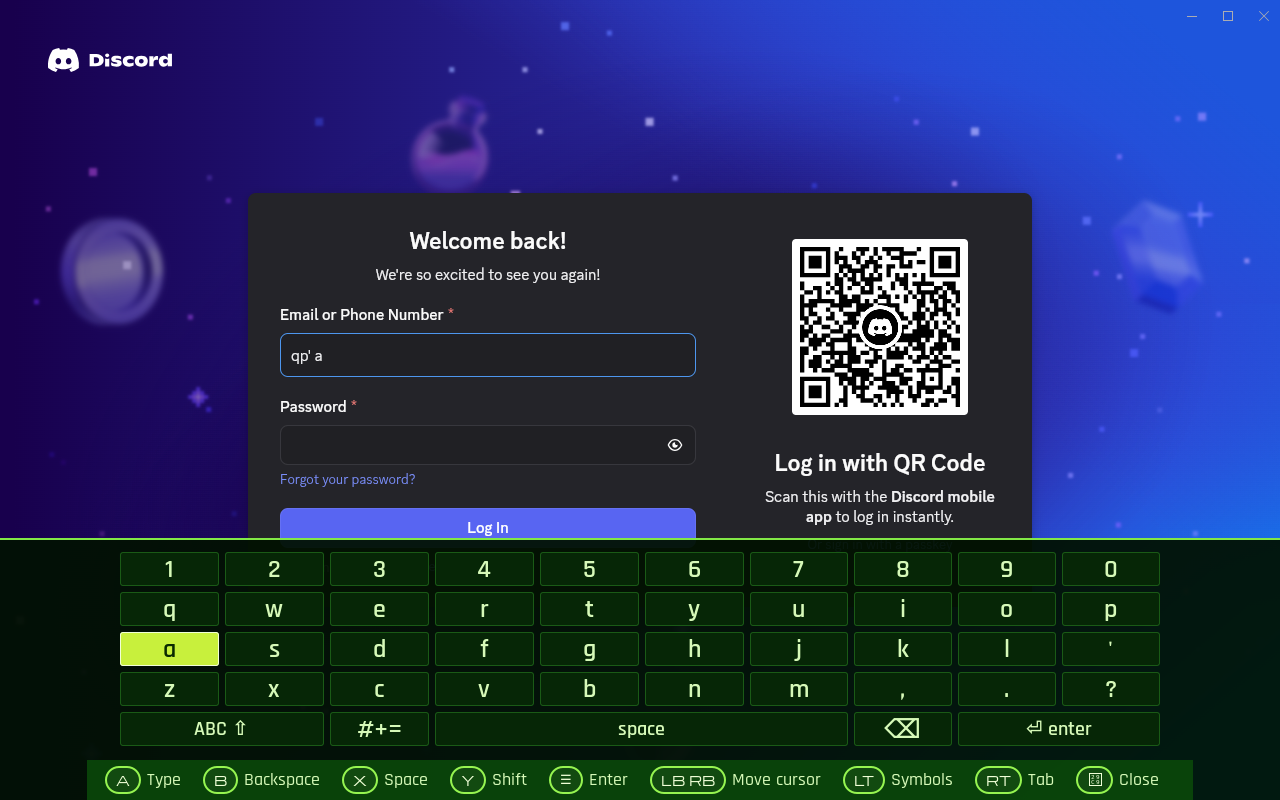 Discord
Welcome back!
We're so excited to see you again!
Email or Phone Number *
qp' a
Password *
Forgot your password?
Log In
Log in with QR Code
Scan this with the Discord mobile
app to log in instantly.
1 2 3 4 5 6 7 8 9 0
q w e r t y u i o p
a s d f g h j k l '
z x c v b n m , . ?
ABC ⇧ #+= space ⌫ ⏎ enter
A Type B Backspace X Space Y Shift ☰ Enter LB RB Move cursor LT Symbols RT Tab Close